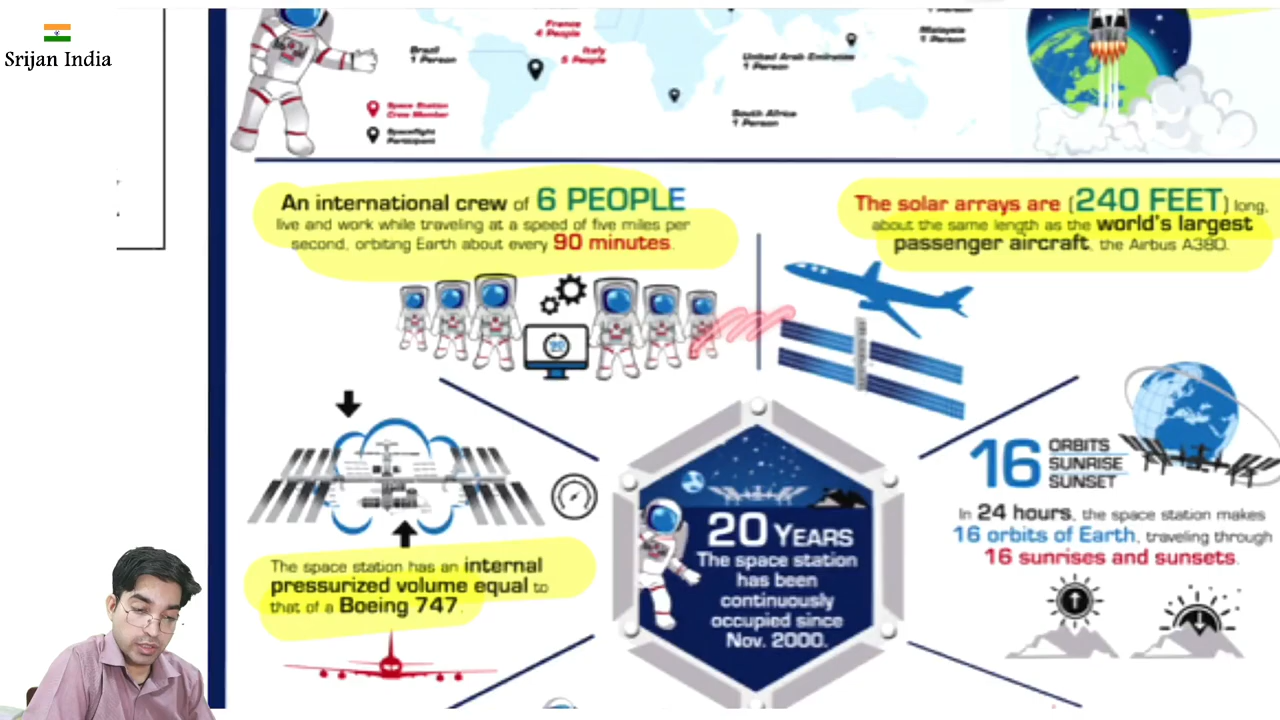 Srijan India
France
4 People
Italy
5 People
Brazil
1 Person
1 Person
Malaysia
1 Person
United Arab Emirates
1 Person
South Africa
1 Person
Space Station
Crew Member
Spaceflight
Participant
An international crew of 6 PEOPLE
live and work while traveling at a speed of five miles per
second, orbiting Earth about every 90 minutes.
The solar arrays are (240 FEET) long,
about the same length as the world's largest
passenger aircraft, the Airbus A380.
16 ORBITS
SUNRISE
SUNSET
In 24 hours, the space station makes
16 orbits of Earth, traveling through
16 sunrises and sunsets.
The space station has an internal
pressurized volume equal to
that of a Boeing 747.
20 YEARS
The space station
has been
continuously
occupied since
Nov. 2000.